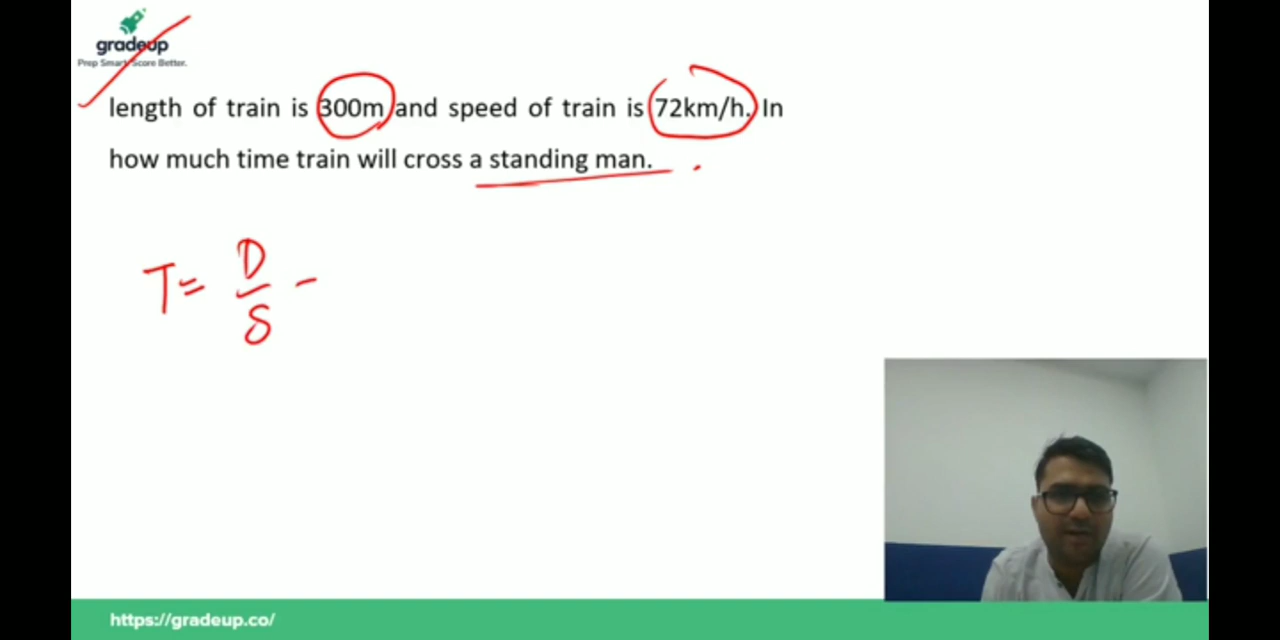 gradeup
Prep Smart. Score Better.
length of train is 300m and speed of train is 72km/h. In
how much time train will cross a standing man.
T = D/S -
https://gradeup.co/